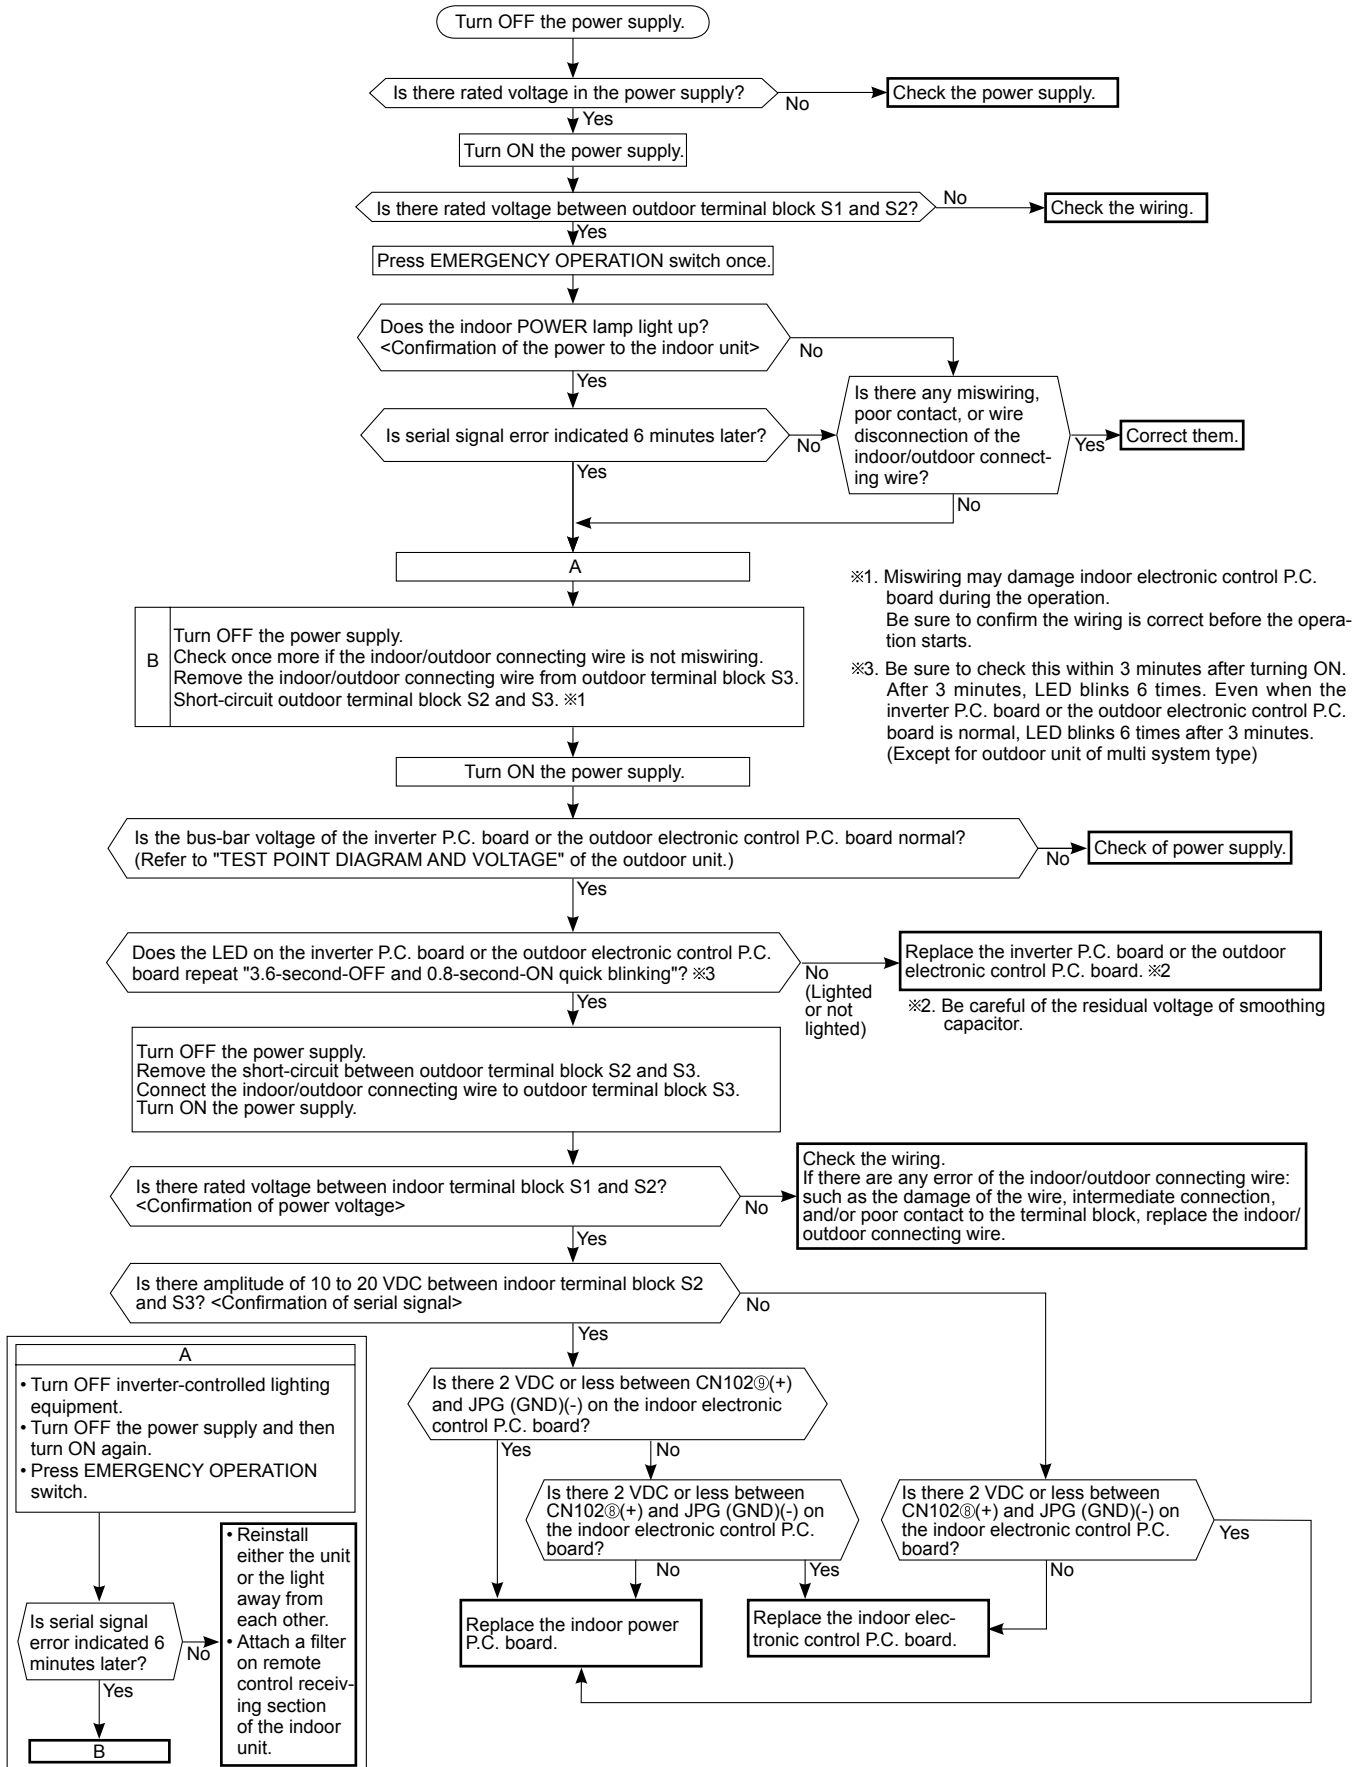 Turn OFF the power supply.
Is there rated voltage in the power supply?
No
Check the power supply.
Yes
Turn ON the power supply.
Is there rated voltage between outdoor terminal block S1 and S2?
No
Check the wiring.
Yes
Press EMERGENCY OPERATION switch once.
Does the indoor POWER lamp light up?
<Confirmation of the power to the indoor unit>
No
Yes
Is there any miswiring,
poor contact, or wire
disconnection of the
indoor/outdoor connect-
ing wire?
Yes
Correct them.
Is serial signal error indicated 6 minutes later?
No
Yes
No
A
※1. Miswiring may damage indoor electronic control P.C.
board during the operation.
Be sure to confirm the wiring is correct before the opera-
tion starts.
※3. Be sure to check this within 3 minutes after turning ON.
After 3 minutes, LED blinks 6 times. Even when the
inverter P.C. board or the outdoor electronic control P.C.
board is normal, LED blinks 6 times after 3 minutes.
(Except for outdoor unit of multi system type)
B
Turn OFF the power supply.
Check once more if the indoor/outdoor connecting wire is not miswiring.
Remove the indoor/outdoor connecting wire from outdoor terminal block S3.
Short-circuit outdoor terminal block S2 and S3. ※1
Turn ON the power supply.
Is the bus-bar voltage of the inverter P.C. board or the outdoor electronic control P.C. board normal?
(Refer to "TEST POINT DIAGRAM AND VOLTAGE" of the outdoor unit.)
No
Check of power supply.
Yes
Does the LED on the inverter P.C. board or the outdoor electronic control P.C.
board repeat "3.6-second-OFF and 0.8-second-ON quick blinking"? ※3
No
(Lighted
or not
lighted)
Replace the inverter P.C. board or the outdoor
electronic control P.C. board. ※2
※2. Be careful of the residual voltage of smoothing
capacitor.
Yes
Turn OFF the power supply.
Remove the short-circuit between outdoor terminal block S2 and S3.
Connect the indoor/outdoor connecting wire to outdoor terminal block S3.
Turn ON the power supply.
Is there rated voltage between indoor terminal block S1 and S2?
<Confirmation of power voltage>
No
Check the wiring.
If there are any error of the indoor/outdoor connecting wire:
such as the damage of the wire, intermediate connection,
and/or poor contact to the terminal block, replace the indoor/
outdoor connecting wire.
Yes
Is there amplitude of 10 to 20 VDC between indoor terminal block S2
and S3? <Confirmation of serial signal>
No
Yes
Is there 2 VDC or less between CN102⑨(+)
and JPG (GND)(-) on the indoor electronic
control P.C. board?
Yes
No
Is there 2 VDC or less between
CN102⑧(+) and JPG (GND)(-) on
the indoor electronic control P.C.
board?
No
Yes
Is there 2 VDC or less between
CN102⑧(+) and JPG (GND)(-) on
the indoor electronic control P.C.
board?
Yes
No
Replace the indoor power
P.C. board.
Replace the indoor elec-
tronic control P.C. board.
A
• Turn OFF inverter-controlled lighting
equipment.
• Turn OFF the power supply and then
turn ON again.
• Press EMERGENCY OPERATION
switch.
Is serial signal
error indicated 6
minutes later?
No
Yes
B
• Reinstall
either the unit
or the light
away from
each other.
• Attach a filter
on remote
control receiv-
ing section
of the indoor
unit.